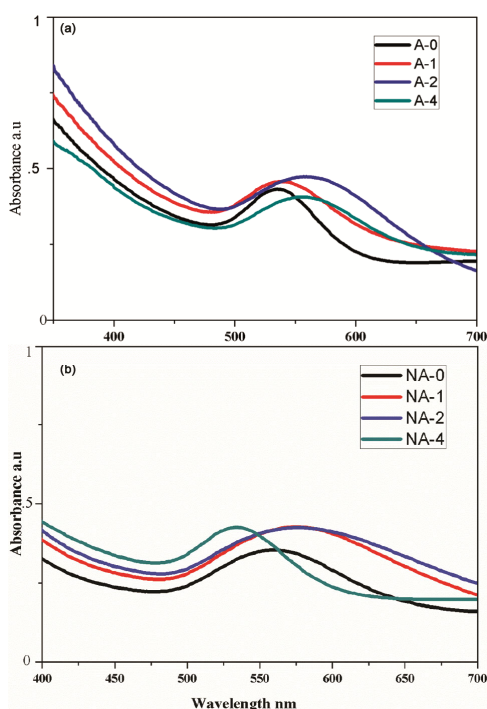 1
(a)
A-0
A-1
A-2
A-4
Absorbance a.u
.5
0
400 500 600 700
1
(b)
NA-0
NA-1
NA-2
NA-4
Absorbance a.u
0.5
0
400 450 500 550 600 650 700
Wavelength nm